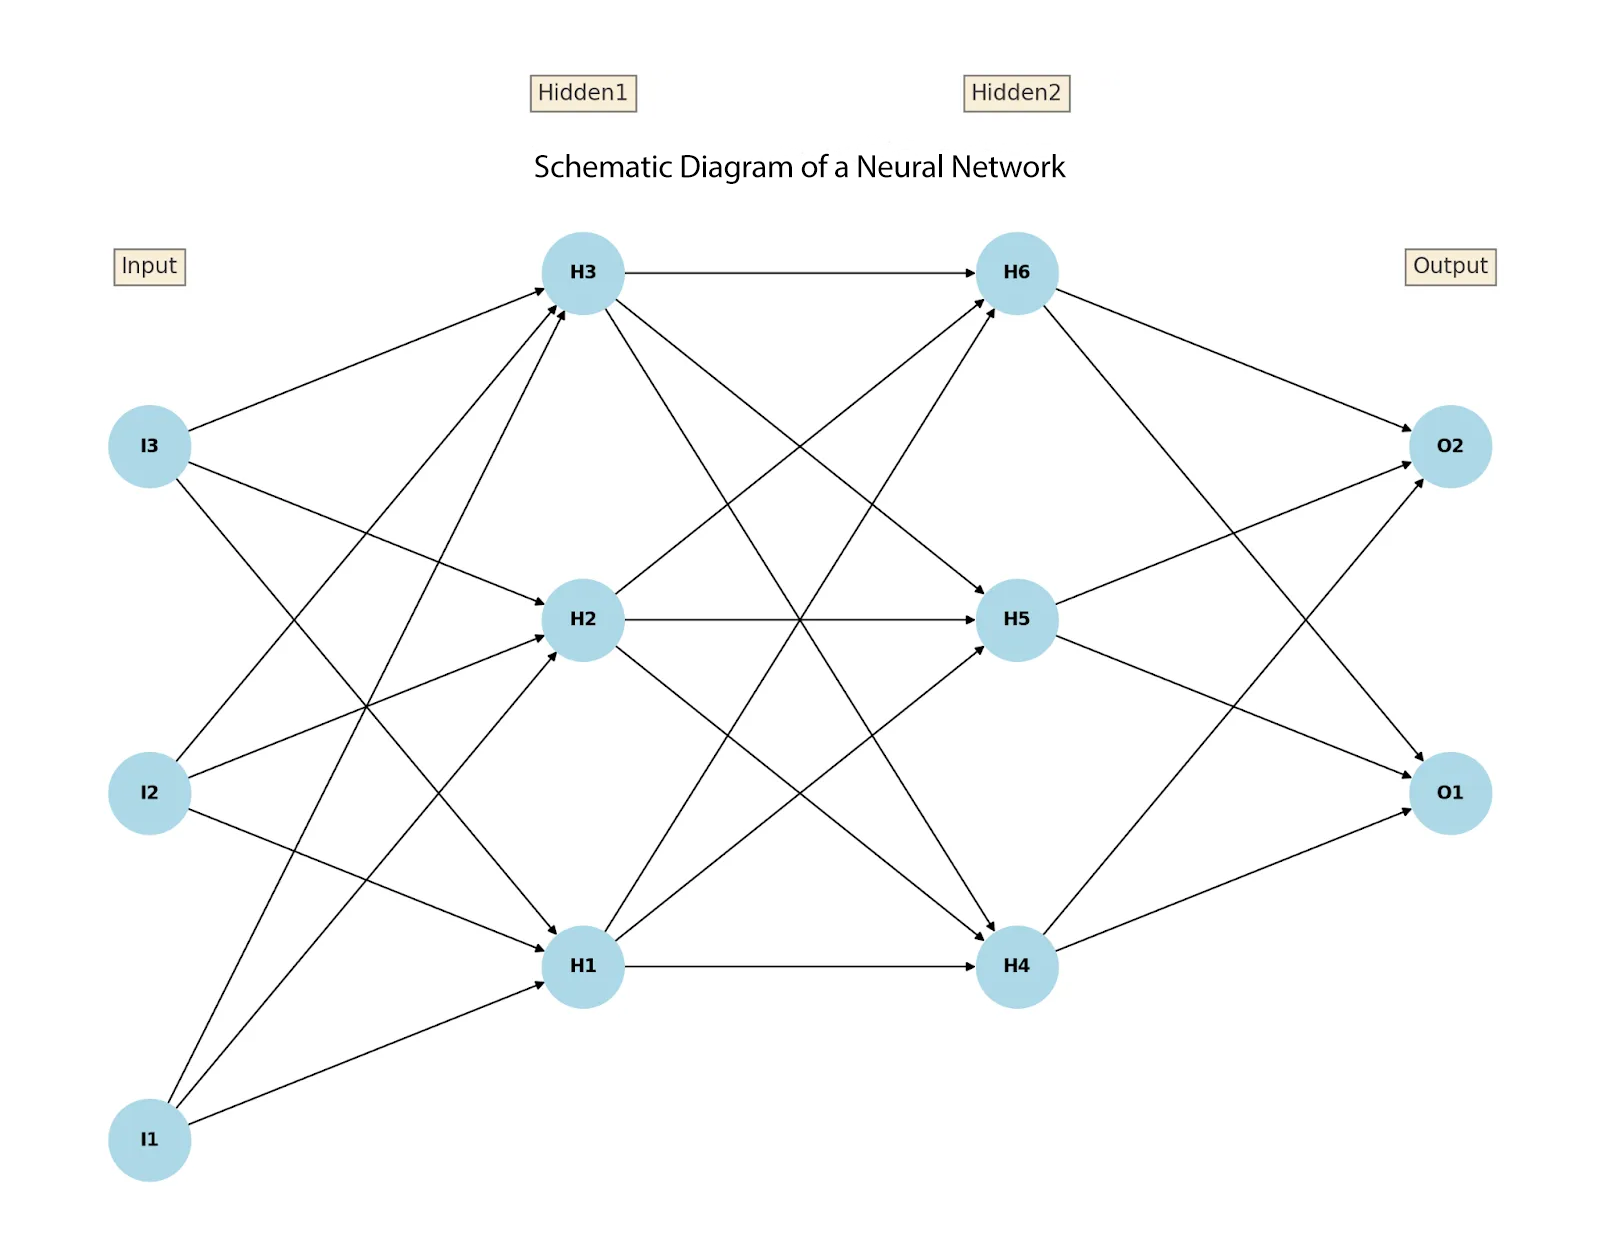 Hidden1 Hidden2
Schematic Diagram of a Neural Network
Input Output
H3 H6
I3 O2
H2 H5
I2 O1
H1 H4
I1